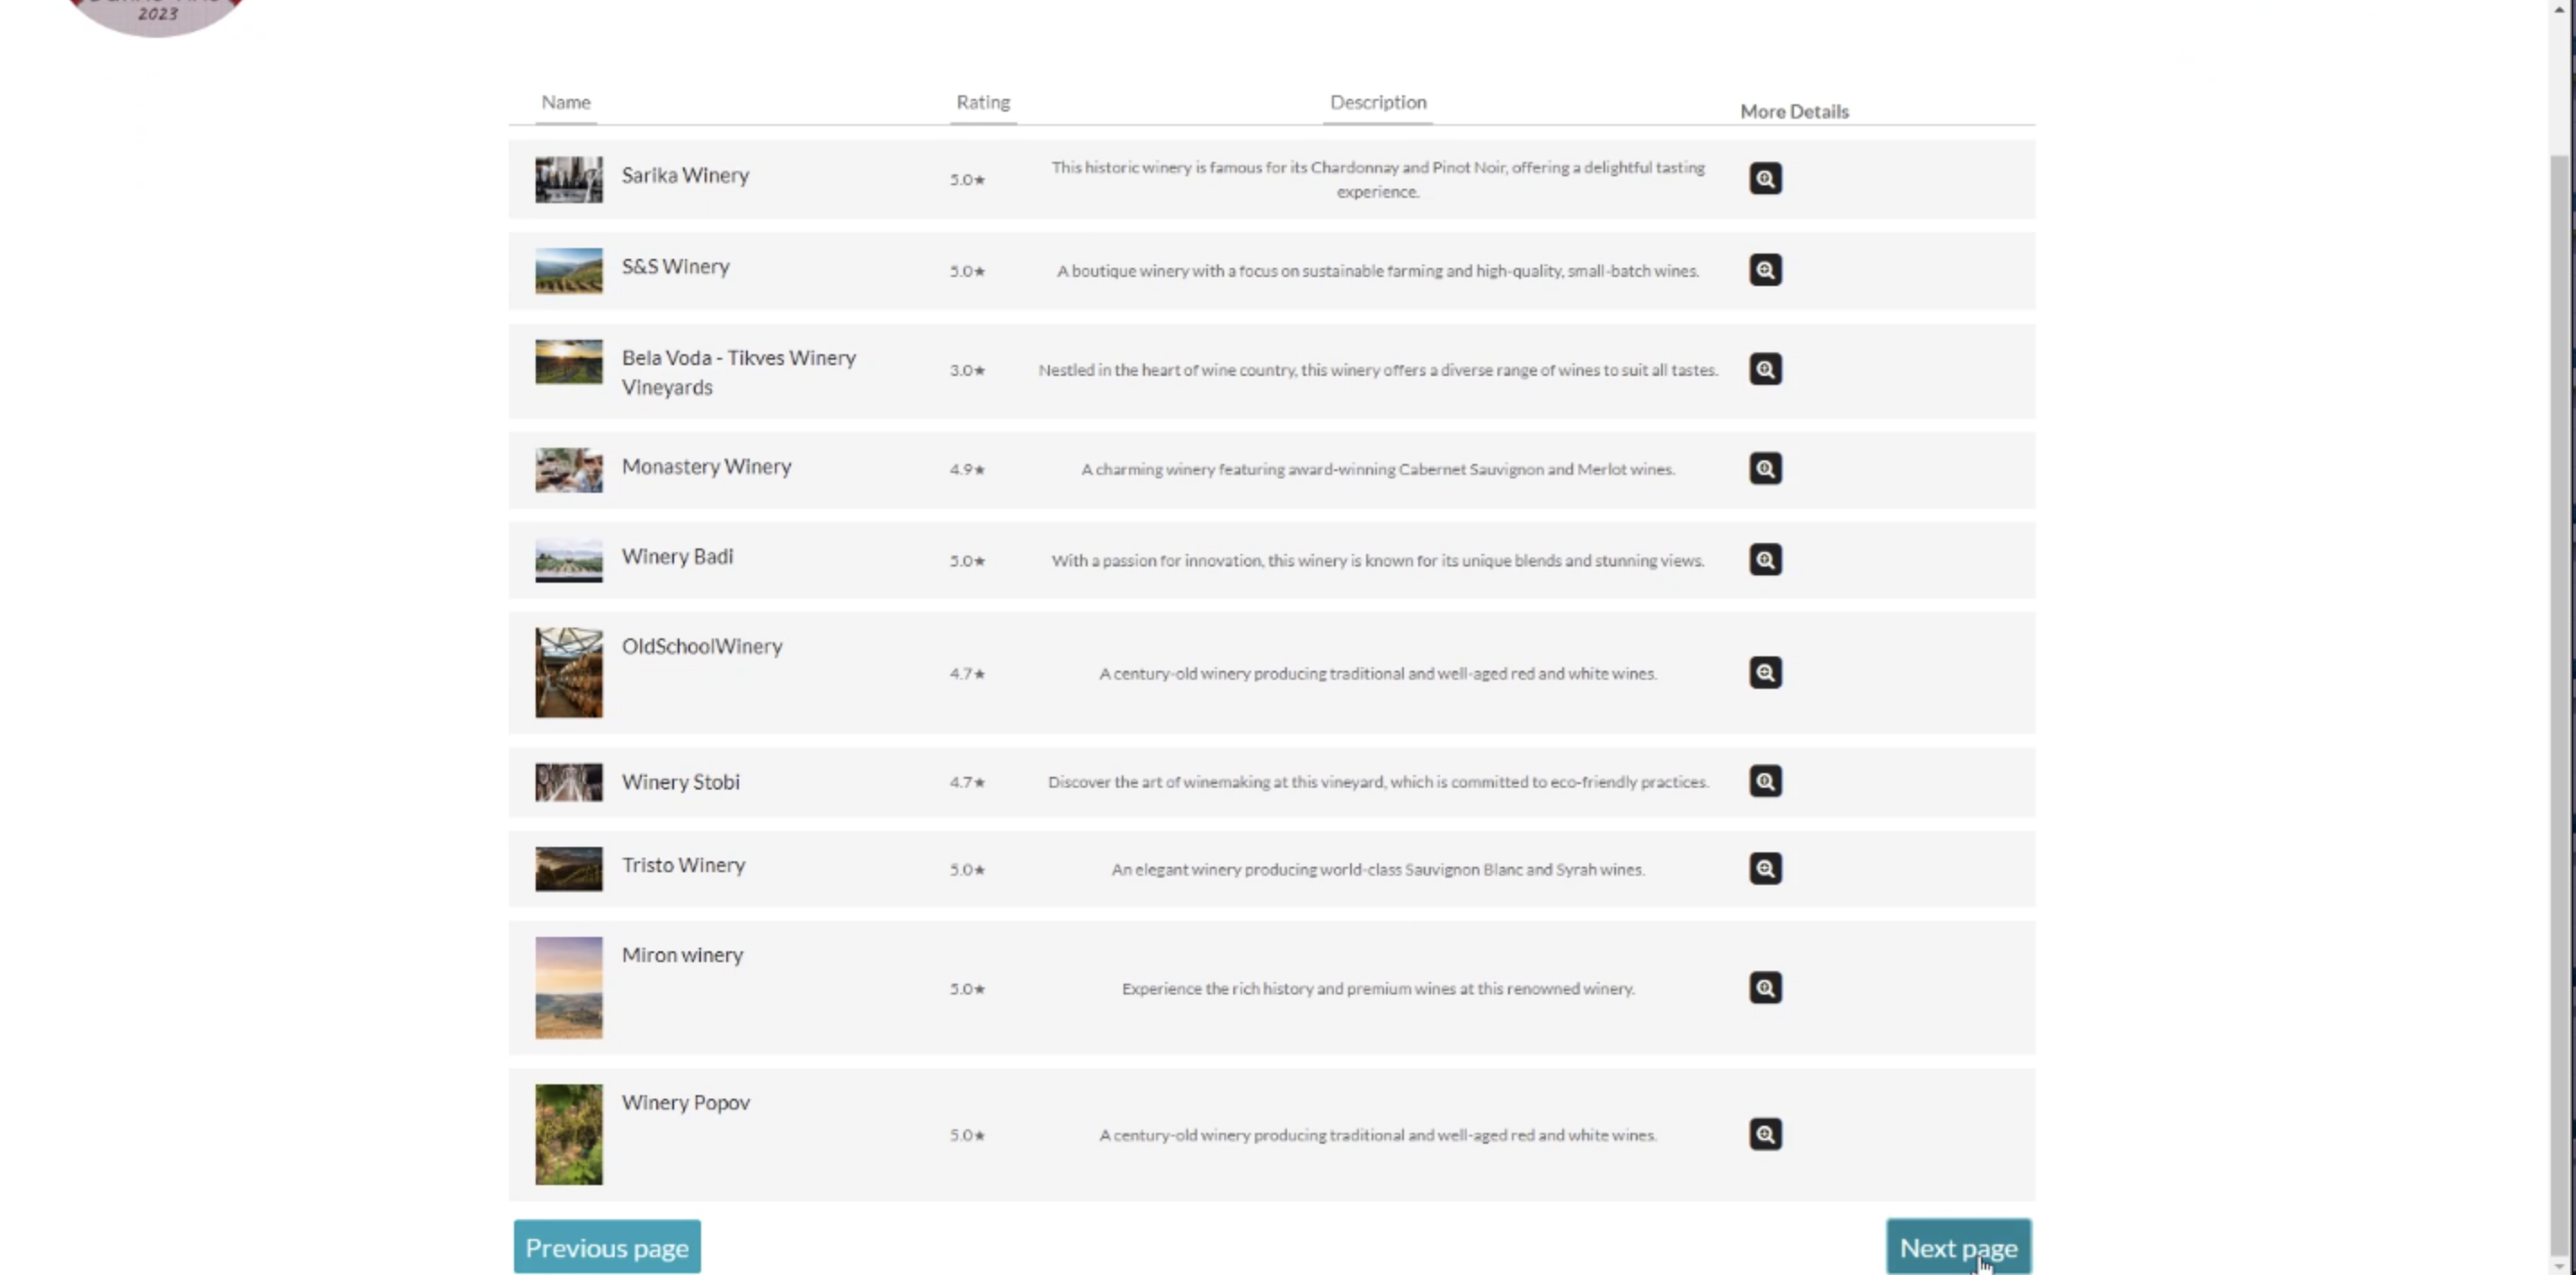 2023
Name
Rating
Description
More Details
Sarika Winery
5.0★
This historic winery is famous for its Chardonnay and Pinot Noir, offering a delightful tasting
experience.
S&S Winery
5.0★
A boutique winery with a focus on sustainable farming and high-quality, small-batch wines.
Bela Voda - Tikves Winery
Vineyards
3.0★
Nestled in the heart of wine country, this winery offers a diverse range of wines to suit all tastes.
Monastery Winery
4.9★
A charming winery featuring award-winning Cabernet Sauvignon and Merlot wines.
Winery Badi
5.0★
With a passion for innovation, this winery is known for its unique blends and stunning views.
OldSchoolWinery
4.7★
A century-old winery producing traditional and well-aged red and white wines.
Winery Stobi
4.7★
Discover the art of winemaking at this vineyard, which is committed to eco-friendly practices.
Tristo Winery
5.0★
An elegant winery producing world-class Sauvignon Blanc and Syrah wines.
Miron winery
5.0★
Experience the rich history and premium wines at this renowned winery.
Winery Popov
5.0★
A century-old winery producing traditional and well-aged red and white wines.
Previous page
Next page